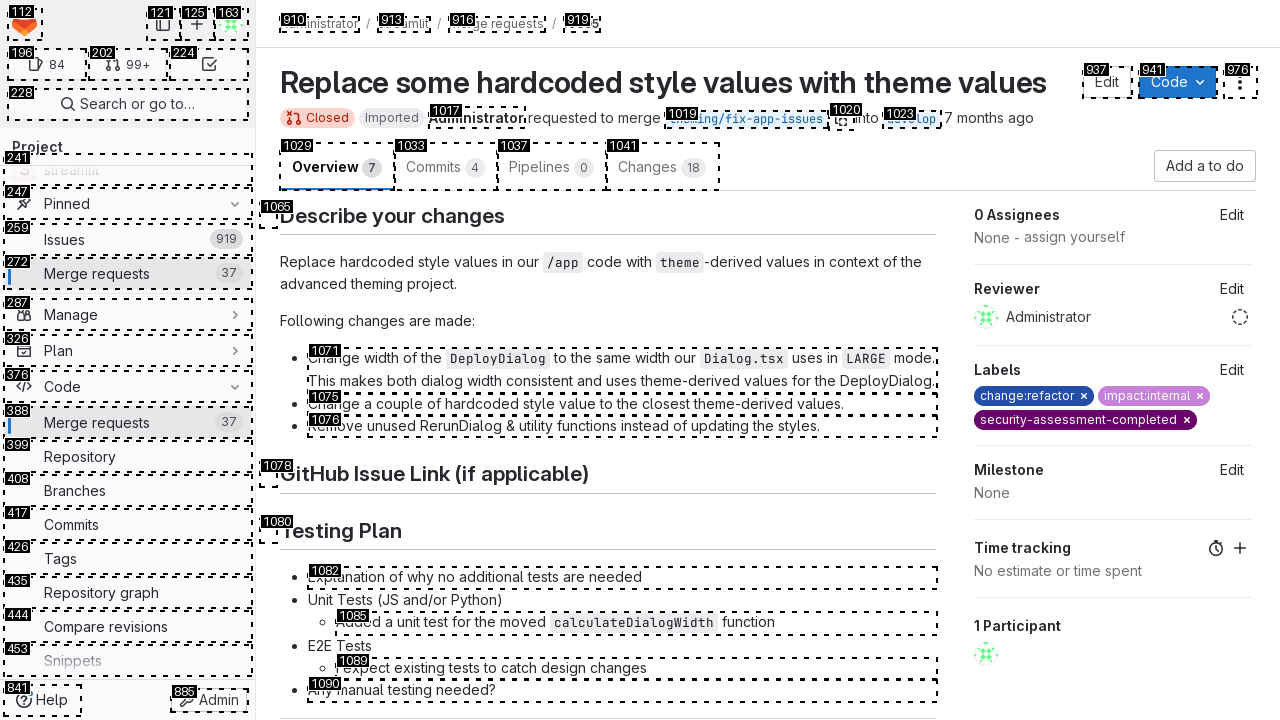 112
121
125
163
196
84
202
99+
224
228
Search or go to…
Project
241
streamlit
247
Pinned
259
Issues
919
272
Merge requests
37
287
Manage
326
Plan
376
Code
388
Merge requests
37
399
Repository
408
Branches
417
Commits
426
Tags
435
Repository graph
444
Compare revisions
453
Snippets
841
Help
885
Admin
910
913
916
919
/ / /
Replace some hardcoded style values with theme values
937
Edit
941
Code
976
Closed
Imported
1017
Administrator requested to merge
1019
theming/fix-app-issues
1020
into
1023
develop
7 months ago
1029
Overview 7
1033
Commits 4
1037
Pipelines 0
1041
Changes 18
Add a to do
1065
Describe your changes
Replace hardcoded style values in our /app code with theme-derived values in context of the
advanced theming project.
Following changes are made:
1071
Change width of the DeployDialog to the same width our Dialog.tsx uses in LARGE mode.
This makes both dialog width consistent and uses theme-derived values for the DeployDialog.
1075
Change a couple of hardcoded style value to the closest theme-derived values.
1076
Remove unused RerunDialog & utility functions instead of updating the styles.
1078
GitHub Issue Link (if applicable)
1080
Testing Plan
1082
Explanation of why no additional tests are needed
Unit Tests (JS and/or Python)
1085
Added a unit test for the moved calculateDialogWidth function
E2E Tests
1089
I expect existing tests to catch design changes
1090
Any manual testing needed?
0 Assignees
Edit
None - assign yourself
Reviewer
Edit
Administrator
Labels
Edit
change:refactor ×
impact:internal ×
security-assessment-completed ×
Milestone
Edit
None
Time tracking
No estimate or time spent
1 Participant